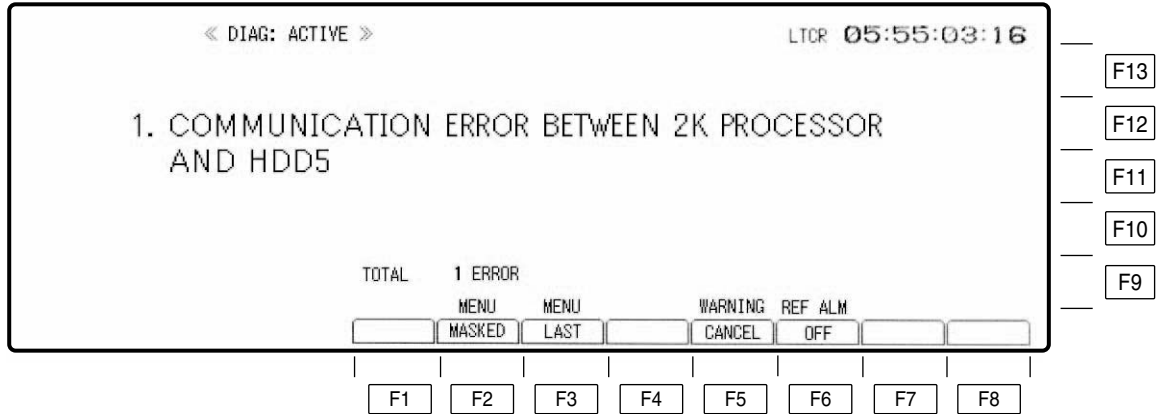 ≪ DIAG: ACTIVE ≫ LTCR 05:55:03:16
F13
1. COMMUNICATION ERROR BETWEEN 2K PROCESSOR
F12
AND HDD5
F11
F10
TOTAL 1 ERROR
F9
MENU MENU WARNING REF ALM
MASKED LAST CANCEL OFF
F1 F2 F3 F4 F5 F6 F7 F8